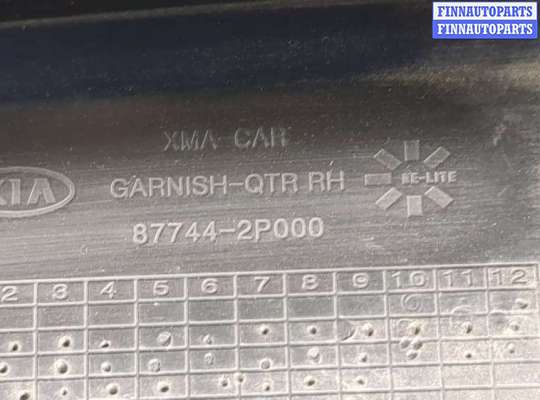 FINNAUTOPARTS
FINNAUTOPARTS
XMA CAR
KIA GARNISH-QTR RH RE-LITE
87744-2P000
2 3 4 5 6 7 8 9 10 11 12